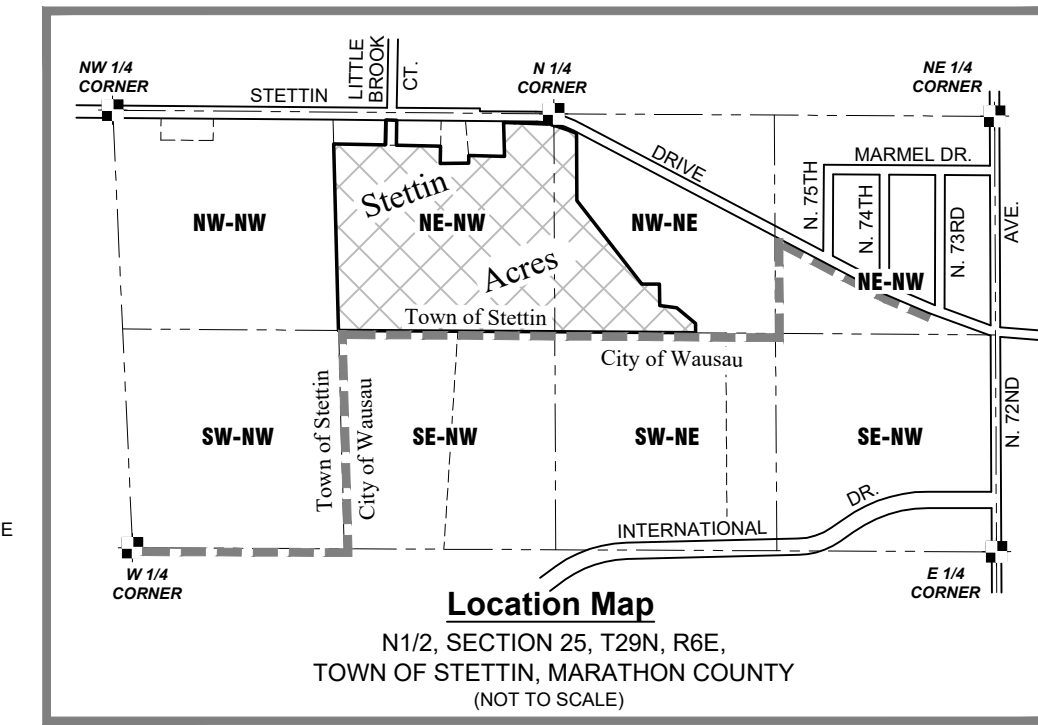 NW 1/4
CORNER
STETTIN
LITTLE
BROOK
CT.
N 1/4
CORNER
NE 1/4
CORNER
DRIVE
MARMEL DR.
N. 75TH
N. 74TH
N. 73RD
AVE.
NW-NW
Stettin
NE-NW
Acres
NW-NE
NE-NW
Town of Stettin
City of Wausau
Town of Stettin
City of Wausau
SW-NW
SE-NW
SW-NE
SE-NW
N. 72ND
INTERNATIONAL
DR.
TE
W 1/4
CORNER
E 1/4
CORNER
Location Map
N1/2, SECTION 25, T29N, R6E,
TOWN OF STETTIN, MARATHON COUNTY
(NOT TO SCALE)